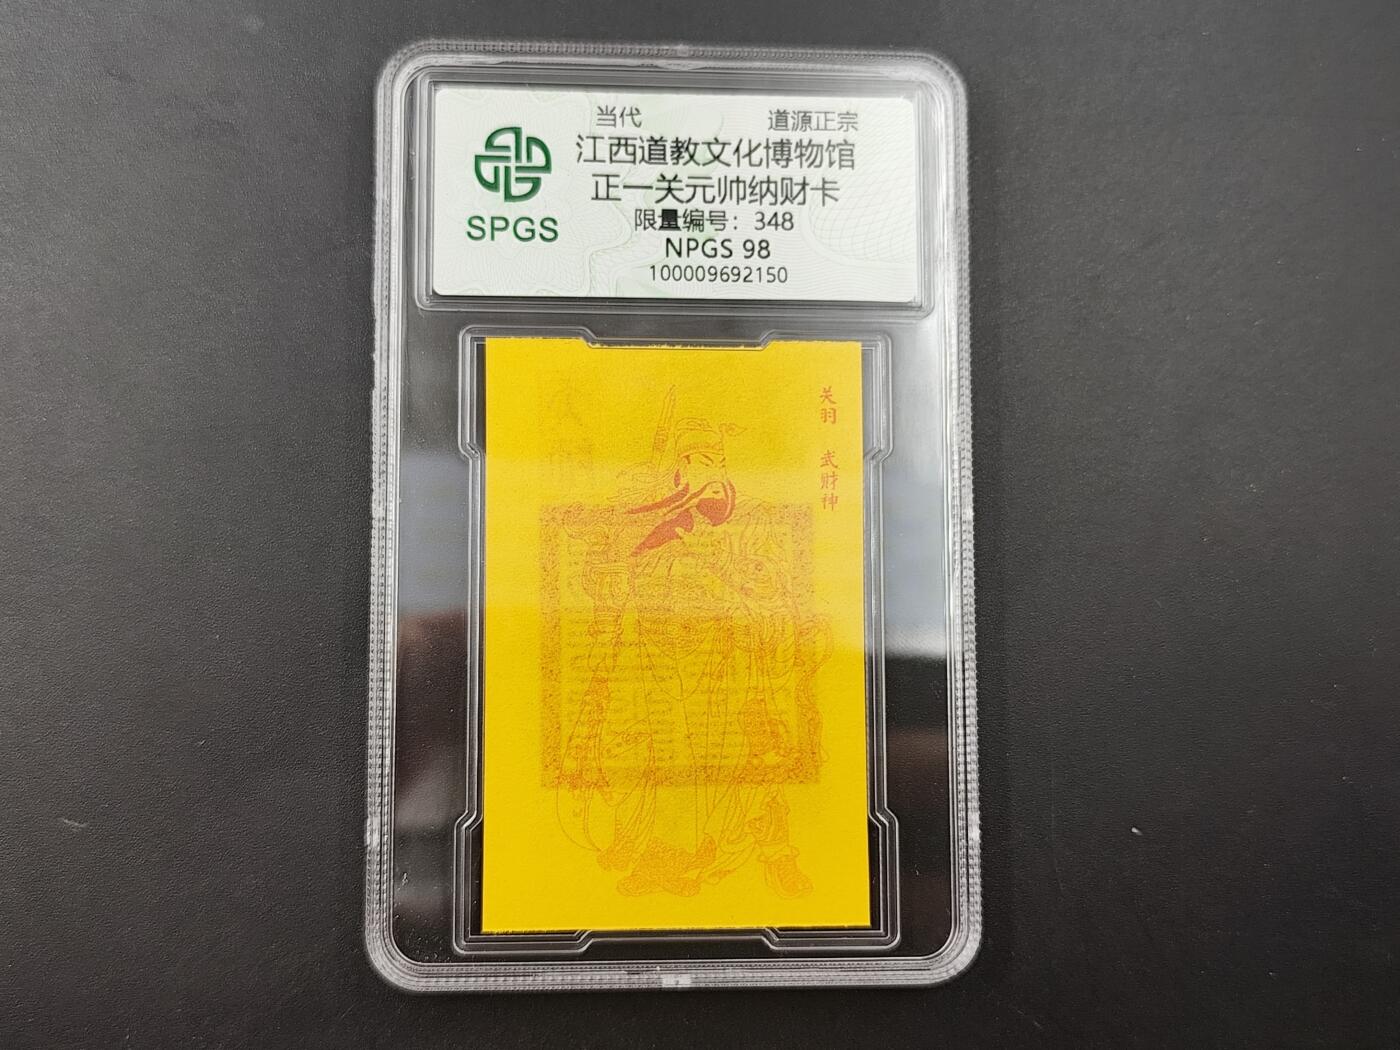 当代 道源正宗
江西道教文化博物馆
正一关元帅纳财卡
限量编号：348
NPGS 98
100009692150
SPGS
关羽 武財神